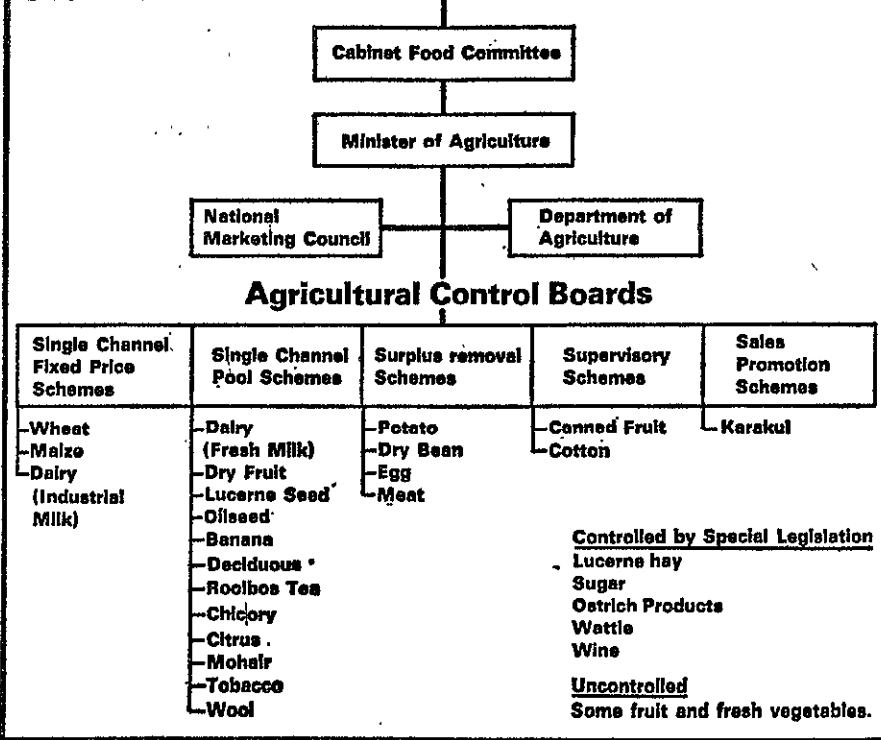 Cabinet Food Committee
Minister of Agriculture
National
Marketing Council
Department of
Agriculture
Agricultural Control Boards
Single Channel
Fixed Price
Schemes
Wheat
Maize
Dairy
(Industrial
Milk)
Single Channel
Pool Schemes
Dairy
(Fresh Milk)
Dry Fruit
Lucerne Seed
Oilseed
Banana
Deciduous
Rooibos Tea
Chicory
Citrus
Mohair
Tobacco
Wool
Surplus removal
Schemes
Potato
Dry Bean
Egg
Meat
Supervisory
Schemes
Canned Fruit
Cotton
Sales
Promotion
Schemes
Karakul
Controlled by Special Legislation
Lucerne hay
Sugar
Ostrich Products
Wattle
Wine
Uncontrolled
Some fruit and fresh vegetables.